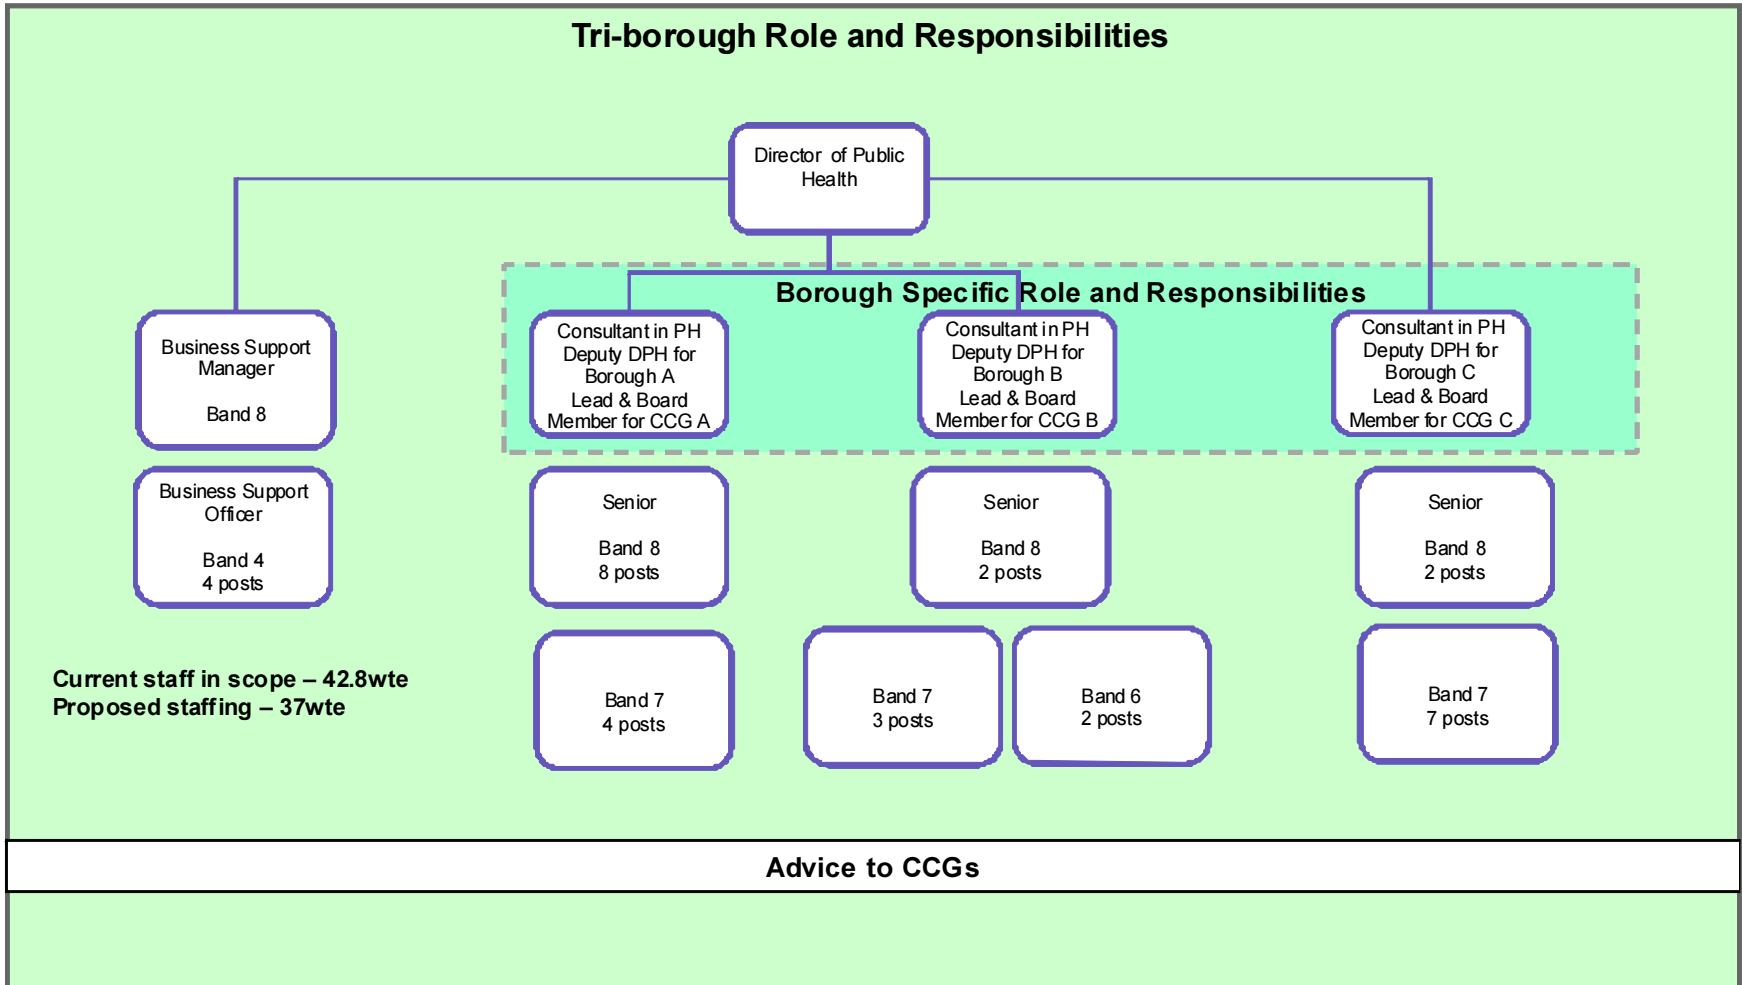 Tri-borough Role and Responsibilities
Director of Public
Health
Borough Specific Role and Responsibilities
Business Support
Manager
Band 8
Consultant in PH
Deputy DPH for
Borough A
Lead & Board
Member for CCG A
Consultant in PH
Deputy DPH for
Borough B
Lead & Board
Member for CCG B
Consultant in PH
Deputy DPH for
Borough C
Lead & Board
Member for CCG C
Business Support
Officer
Band 4
4 posts
Senior
Band 8
8 posts
Senior
Band 8
2 posts
Senior
Band 8
2 posts
Current staff in scope – 42.8wte
Proposed staffing – 37wte
Band 7
4 posts
Band 7
3 posts
Band 6
2 posts
Band 7
7 posts
Advice to CCGs